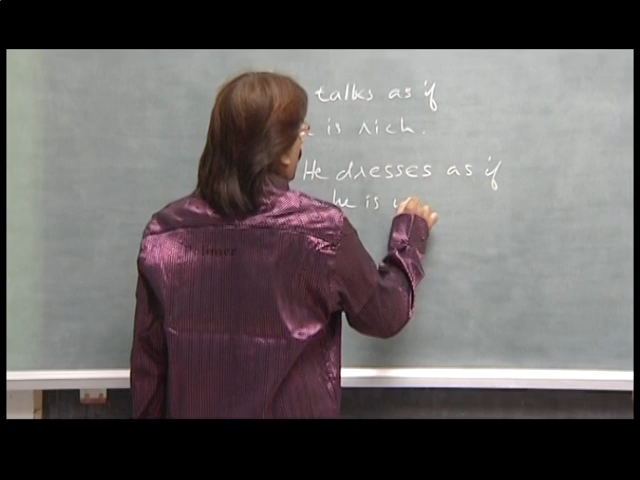 talks as if
is rich.
He dresses as if
he is